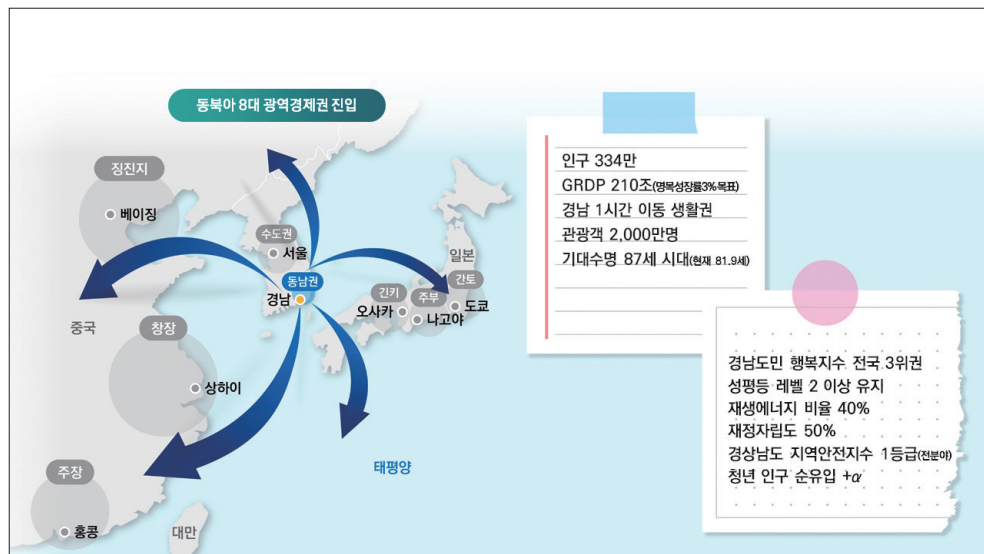 동북아 8대 광역경제권 진입
징진지
베이징
수도권
서울
동남권
경남
일본
간토
긴키
주부
도쿄
오사카
나고야
중국
창장
상하이
태평양
주장
홍콩
대만
인구 334만
GRDP 210조(명목성장률3%목표)
경남 1시간 이동 생활권
관광객 2,000만명
기대수명 87세 시대(현재 81.9세)
경남도민 행복지수 전국 3위권
성평등 레벨 2 이상 유지
재생에너지 비율 40%
재정자립도 50%
경상남도 지역안전지수 1등급(전분야)
청년 인구 순유입 +α